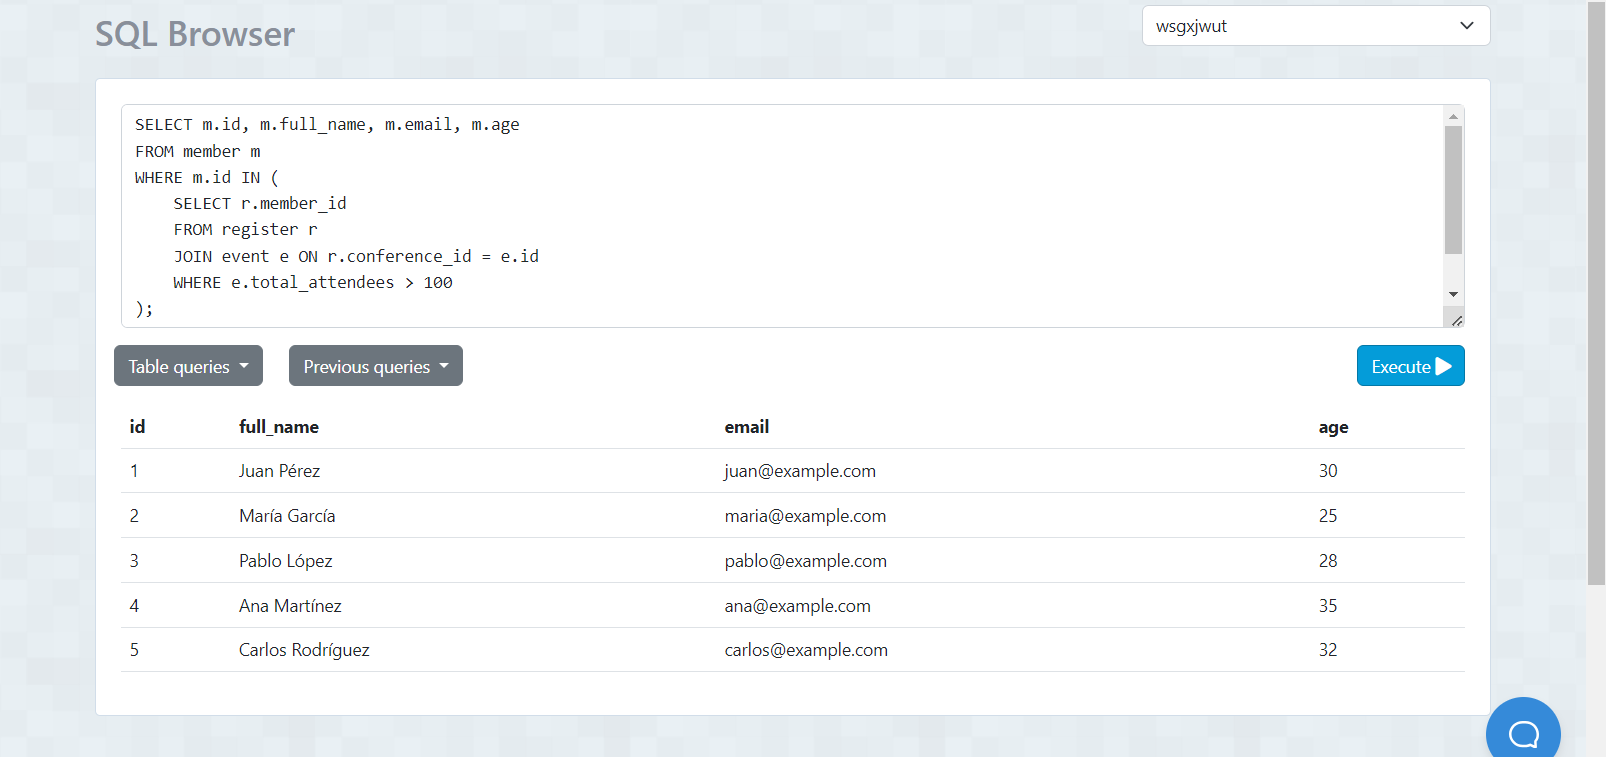 SQL Browser
wsgxjwut
SELECT m.id, m.full_name, m.email, m.age
FROM member m
WHERE m.id IN (
    SELECT r.member_id
    FROM register r
    JOIN event e ON r.conference_id = e.id
    WHERE e.total_attendees > 100
);
Table queries Previous queries Execute
id full_name email age
1 Juan Pérez juan@example.com 30
2 María García maria@example.com 25
3 Pablo López pablo@example.com 28
4 Ana Martínez ana@example.com 35
5 Carlos Rodríguez carlos@example.com 32